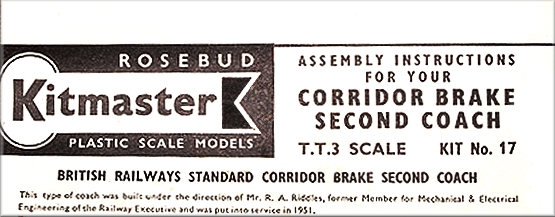 ROSEBUD
Kitmaster
PLASTIC SCALE MODELS
ASSEMBLY INSTRUCTIONS
FOR YOUR
CORRIDOR BRAKE
SECOND COACH
T.T.3 SCALE KIT No. 17
BRITISH RAILWAYS STANDARD CORRIDOR BRAKE SECOND COACH
This type of coach was built under the direction of Mr. R. A. Riddles, former Member for Mechanical & Electrical
Engineering of the Railway Executive and was put into service in 1951.